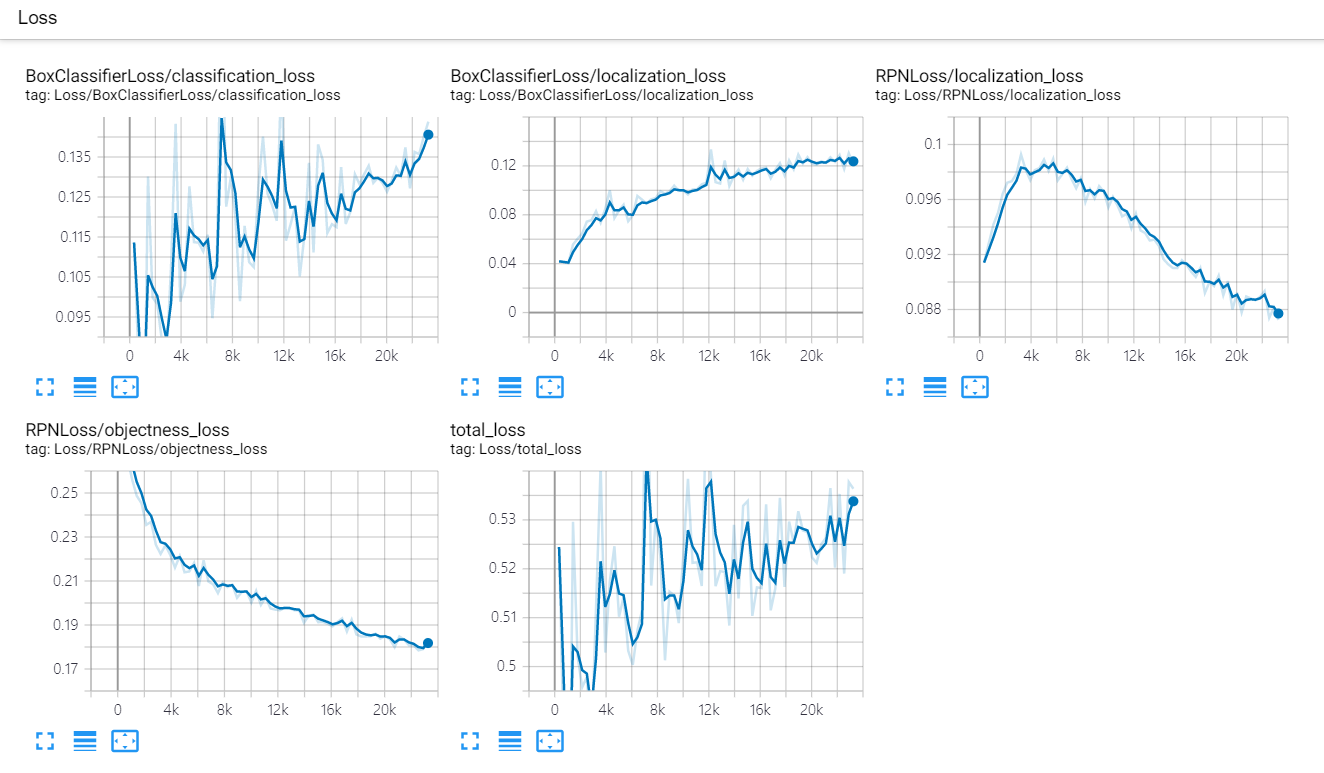 Loss
BoxClassifierLoss/classification_loss
tag: Loss/BoxClassifierLoss/classification_loss
0.135
0.125
0.115
0.105
0.095
0 4k 8k 12k 16k 20k
BoxClassifierLoss/localization_loss
tag: Loss/BoxClassifierLoss/localization_loss
0.12
0.08
0.04
0
0 4k 8k 12k 16k 20k
RPNLoss/localization_loss
tag: Loss/RPNLoss/localization_loss
0.1
0.096
0.092
0.088
0 4k 8k 12k 16k 20k
RPNLoss/objectness_loss
tag: Loss/RPNLoss/objectness_loss
0.25
0.23
0.21
0.19
0.17
0 4k 8k 12k 16k 20k
total_loss
tag: Loss/total_loss
0.53
0.52
0.51
0.5
0 4k 8k 12k 16k 20k